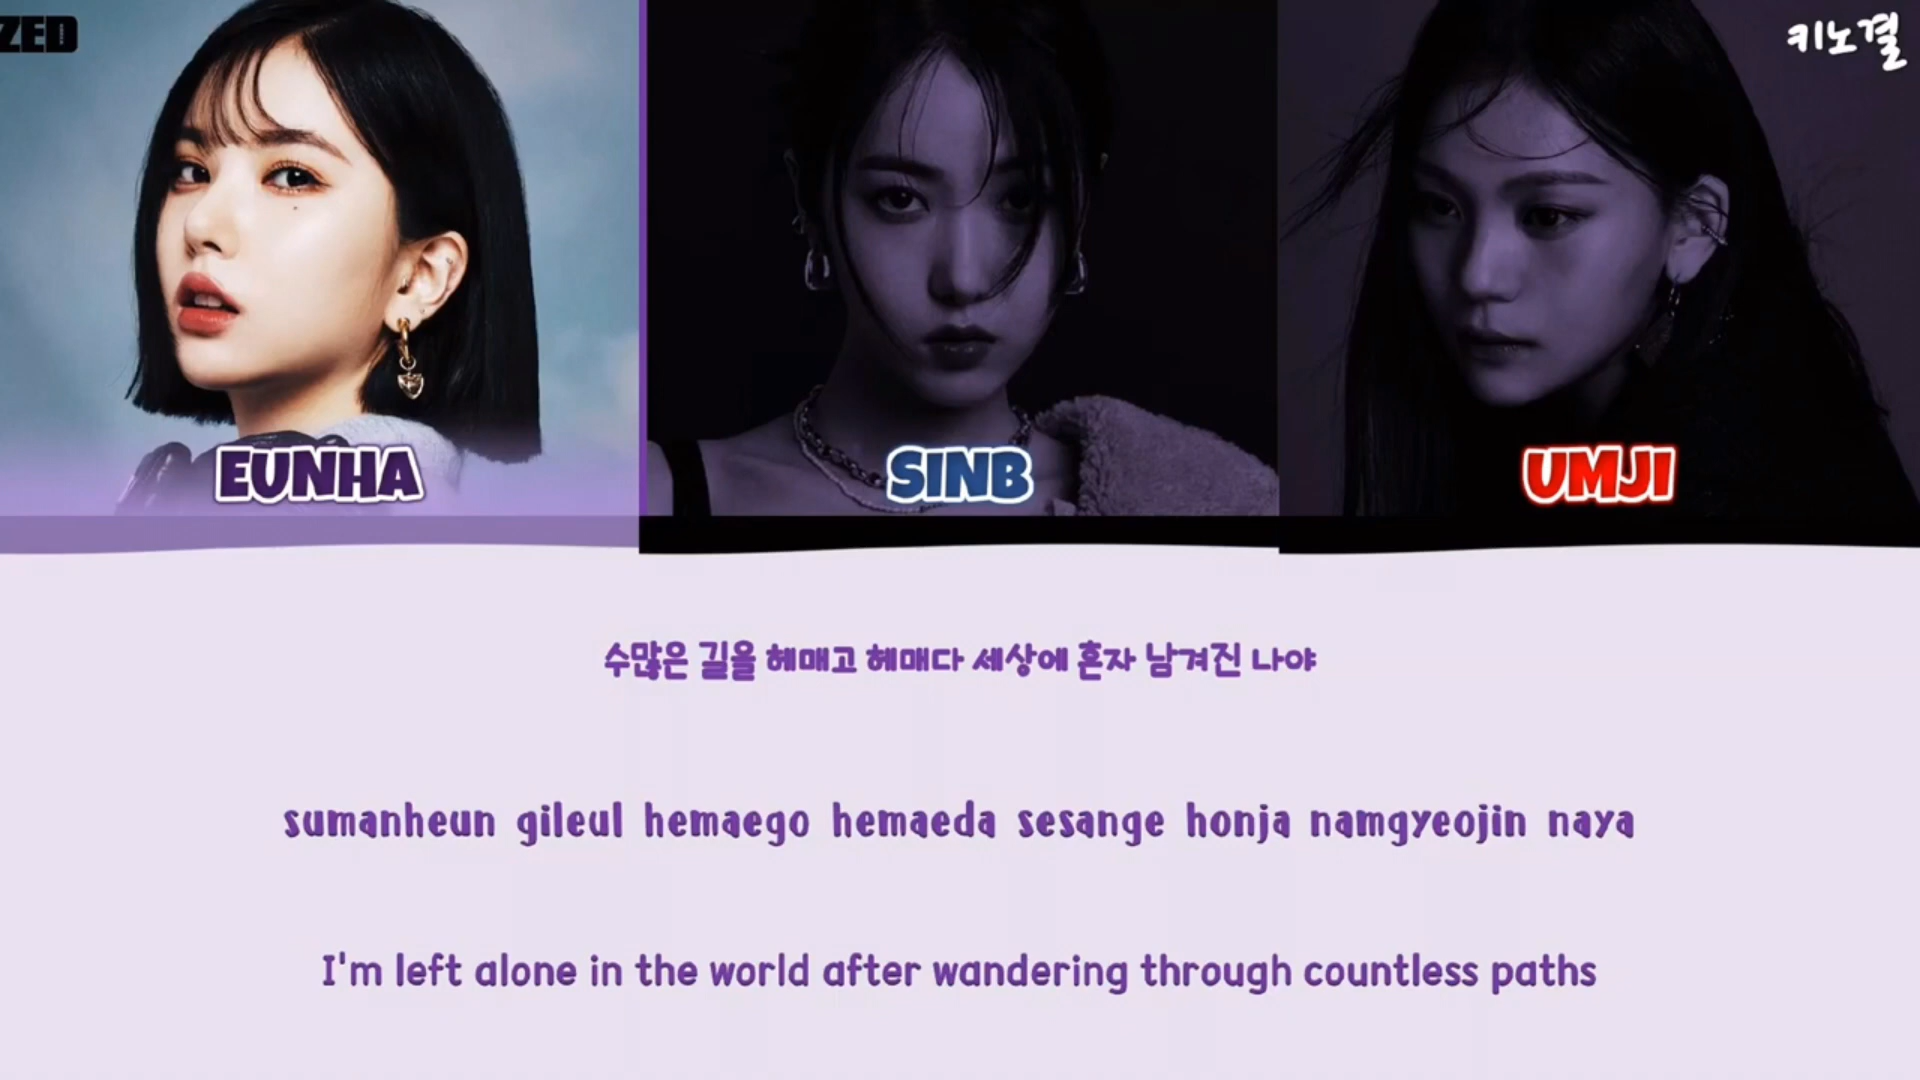 ZED
키노결
EUNHA
SINB
UMJI
수많은 길을 헤매고 헤매다 세상에 혼자 남겨진 나야
sumanheun gileul hemaego hemaeda sesange honja namgyeojin naya
I'm left alone in the world after wandering through countless paths